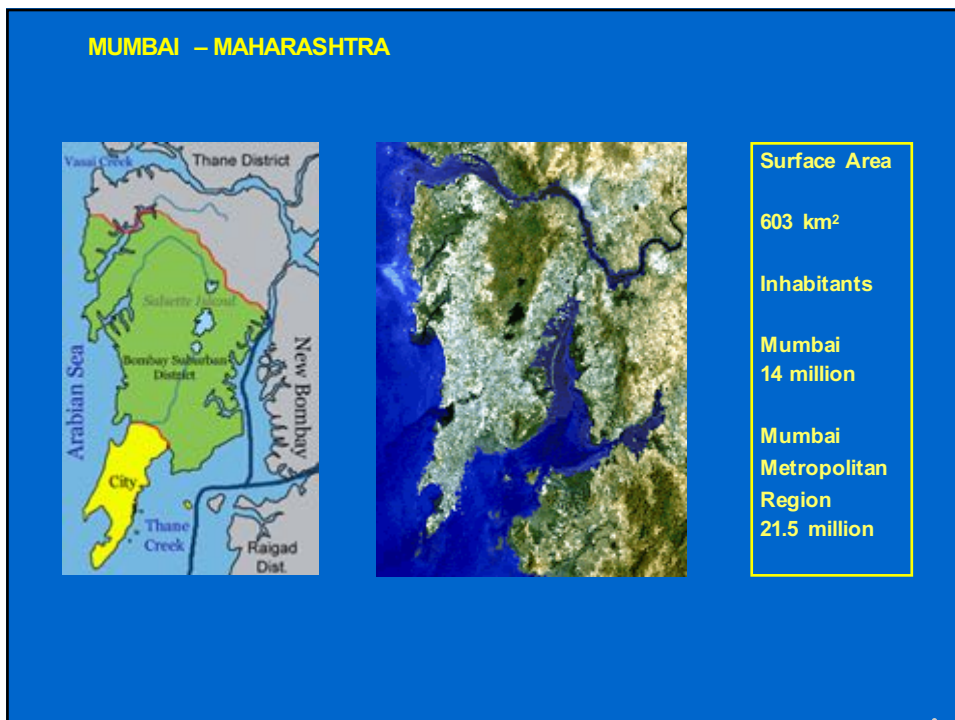 MUMBAI – MAHARASHTRA
Vasai Creek
Thane District
Salsette Island
Bombay Suburban
District
Arabian Sea
New Bombay
City
Thane
Creek
Raigad
Dist.
Surface Area
603 km²
Inhabitants
Mumbai
14 million
Mumbai
Metropolitan
Region
21.5 million